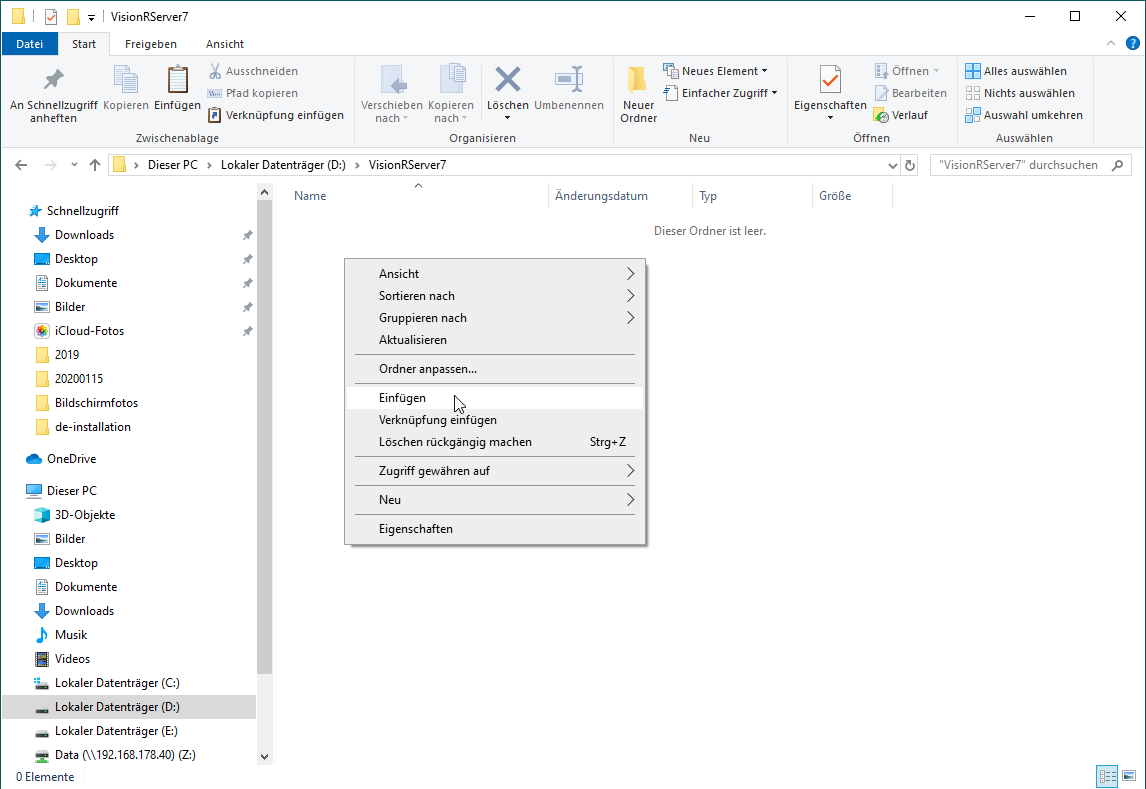 VisionRServer7
Datei Start Freigeben Ansicht
An Schnellzugriff anheften
Kopieren
Einfügen
Ausschneiden
Pfad kopieren
Verknüpfung einfügen
Zwischenablage
Verschieben nach
Kopieren nach
Löschen
Umbenennen
Organisieren
Neuer Ordner
Neues Element
Einfacher Zugriff
Neu
Eigenschaften
Öffnen
Bearbeiten
Verlauf
Öffnen
Alles auswählen
Nichts auswählen
Auswahl umkehren
Auswählen
Dieser PC > Lokaler Datenträger (D:) > VisionRServer7
"VisionRServer7" durchsuchen
Schnellzugriff
Downloads
Desktop
Dokumente
Bilder
iCloud-Fotos
2019
20200115
Bildschirmfotos
de-installation
OneDrive
Dieser PC
3D-Objekte
Bilder
Desktop
Dokumente
Downloads
Musik
Videos
Lokaler Datenträger (C:)
Lokaler Datenträger (D:)
Lokaler Datenträger (E:)
Data (\\192.168.178.40) (Z:)
Name Änderungsdatum Typ Größe
Dieser Ordner ist leer.
Ansicht
Sortieren nach
Gruppieren nach
Aktualisieren
Ordner anpassen...
Einfügen
Verknüpfung einfügen
Löschen rückgängig machen Strg+Z
Zugriff gewähren auf
Neu
Eigenschaften
0 Elemente